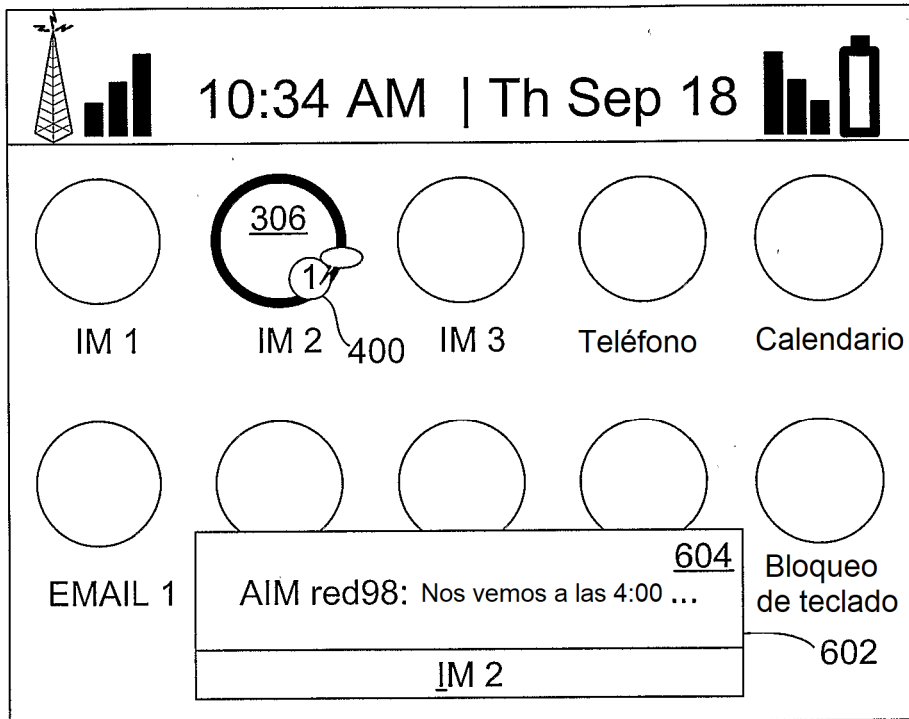 10:34 AM | Th Sep 18
306
1
IM 1
IM 2
400
IM 3
Teléfono
Calendario
EMAIL 1
604
AIM red98: Nos vemos a las 4:00 ...
Bloqueo
de teclado
602
IM 2